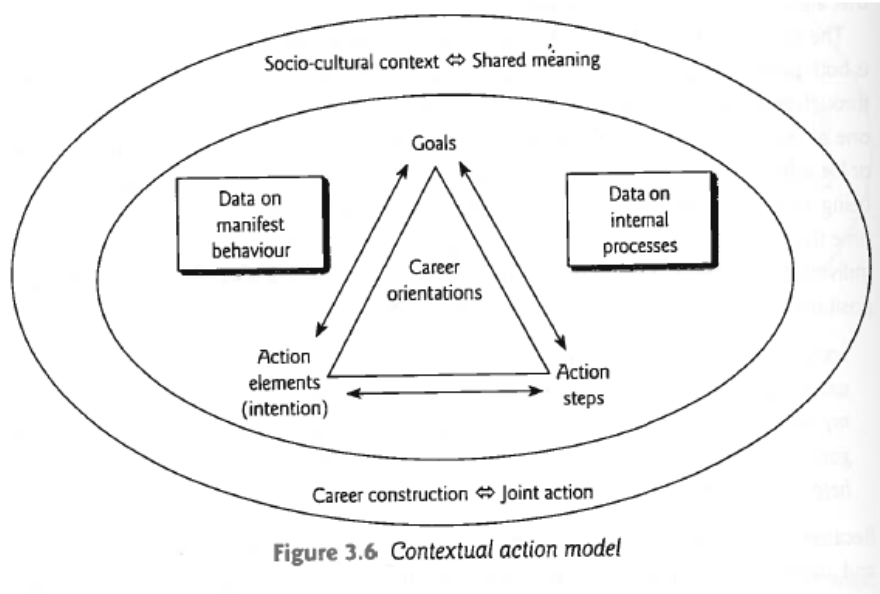 Socio-cultural context ⇔ Shared meaning
Goals
Data on
manifest
behaviour
Data on
internal
processes
Career
orientations
Action
elements
(intention)
Action
steps
Career construction ⇔ Joint action
Figure 3.6 Contextual action model